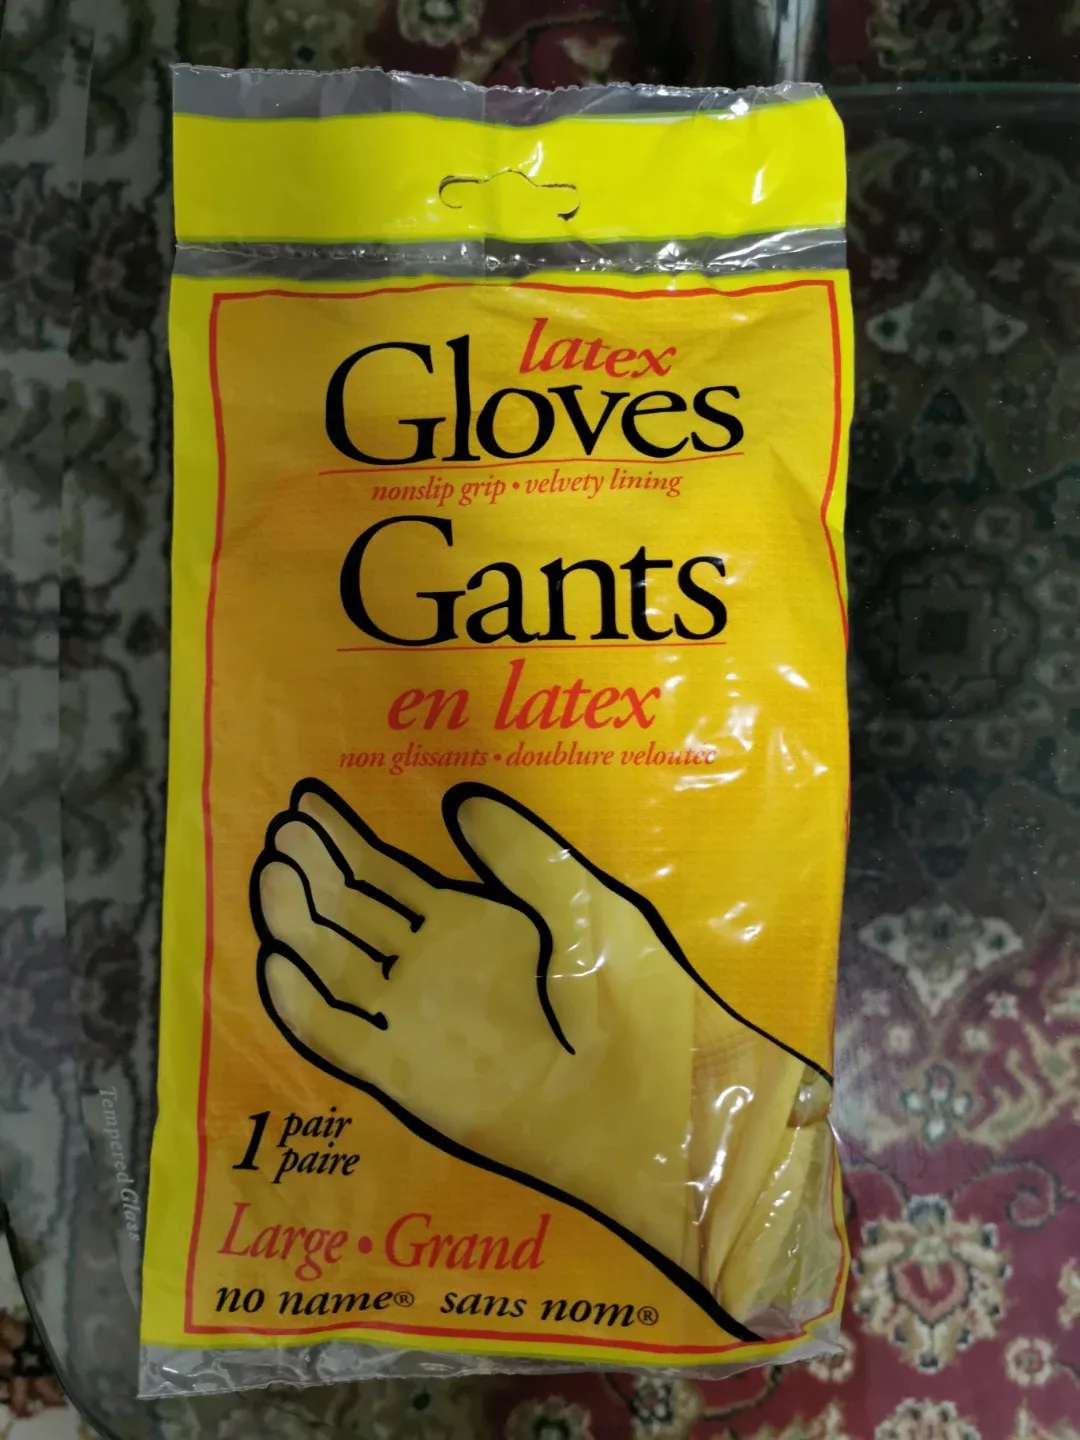 latex
Gloves
nonslip grip • velvety lining
Gants
en latex
non glissants • doublure veloutée
1 pair
paire
Large • Grand
no name® sans nom®
Tempered Glass